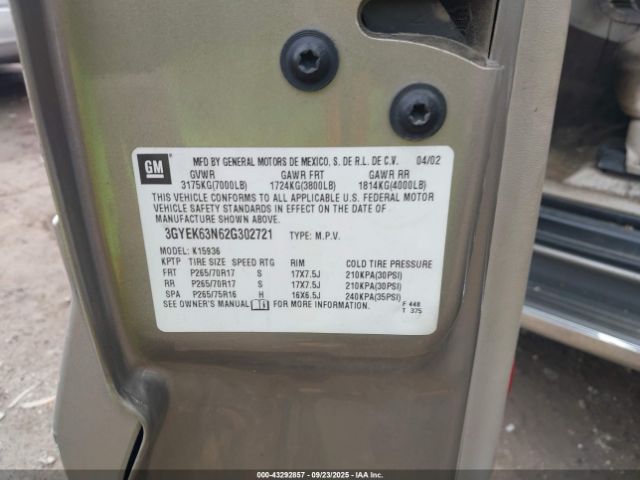 GM
MFD BY GENERAL MOTORS DE MEXICO, S. DE R.L. DE C.V. 04/02
GVWR GAWR FRT GAWR RR
3175KG(7000LB) 1724KG(3800LB) 1814KG(4000LB)
THIS VEHICLE CONFORMS TO ALL APPLICABLE U.S. FEDERAL MOTOR
VEHICLE SAFETY STANDARDS IN EFFECT ON THE DATE OF
MANUFACTURE SHOWN ABOVE.
3GYEK63N62G302721 TYPE: M.P.V.
MODEL: K15936
KPTP TIRE SIZE SPEED RTG RIM COLD TIRE PRESSURE
FRT P265/70R17 S 17X7.5J 210KPA(30PSI)
RR P265/70R17 S 17X7.5J 210KPA(30PSI)
SPA P265/75R16 H 16X6.5J 240KPA(35PSI)
SEE OWNER'S MANUAL FOR MORE INFORMATION.
F 448
T 375
000-43292857 - 09/23/2025 - COPYRIGHT IAA, LLC.